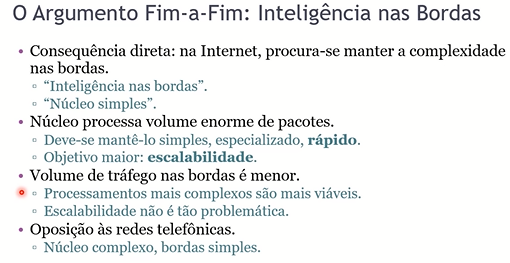 O Argumento Fim-a-Fim: Inteligência nas Bordas
• Consequência direta: na Internet, procura-se manter a complexidade
nas bordas.
▫ “Inteligência nas bordas”.
▫ “Núcleo simples”.
• Núcleo processa volume enorme de pacotes.
▫ Deve-se mantê-lo simples, especializado, rápido.
▫ Objetivo maior: escalabilidade.
• Volume de tráfego nas bordas é menor.
▫ Processamentos mais complexos são mais viáveis.
▫ Escalabilidade não é tão problemática.
• Oposição às redes telefônicas.
▫ Núcleo complexo, bordas simples.